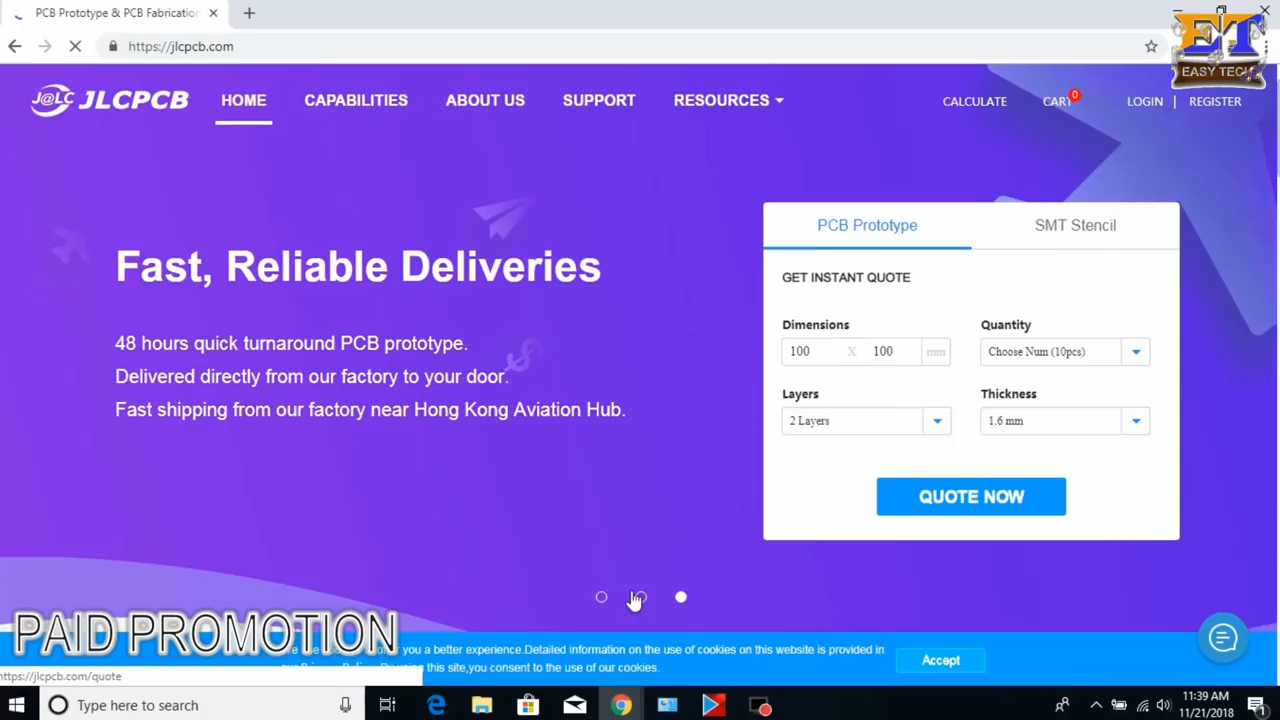 PCB Prototype & PCB Fabrication
https://jlcpcb.com
ET
EASY TECH
J@LC JLCPCB
HOME
CAPABILITIES
ABOUT US
SUPPORT
RESOURCES
CALCULATE
CART
0
LOGIN | REGISTER
PCB Prototype
SMT Stencil
Fast, Reliable Deliveries
GET INSTANT QUOTE
Dimensions
Quantity
100 X 100 mm
Choose Num (10pcs)
48 hours quick turnaround PCB prototype.
Delivered directly from our factory to your door.
Fast shipping from our factory near Hong Kong Aviation Hub.
Layers
Thickness
2 Layers
1.6 mm
QUOTE NOW
PAID PROMOTION
you a better experience.Detailed information on the use of cookies on this website is provided in
this site,you consent to the use of our cookies.
Accept
https://jlcpcb.com/quote
Type here to search
11:39 AM
11/21/2018
1